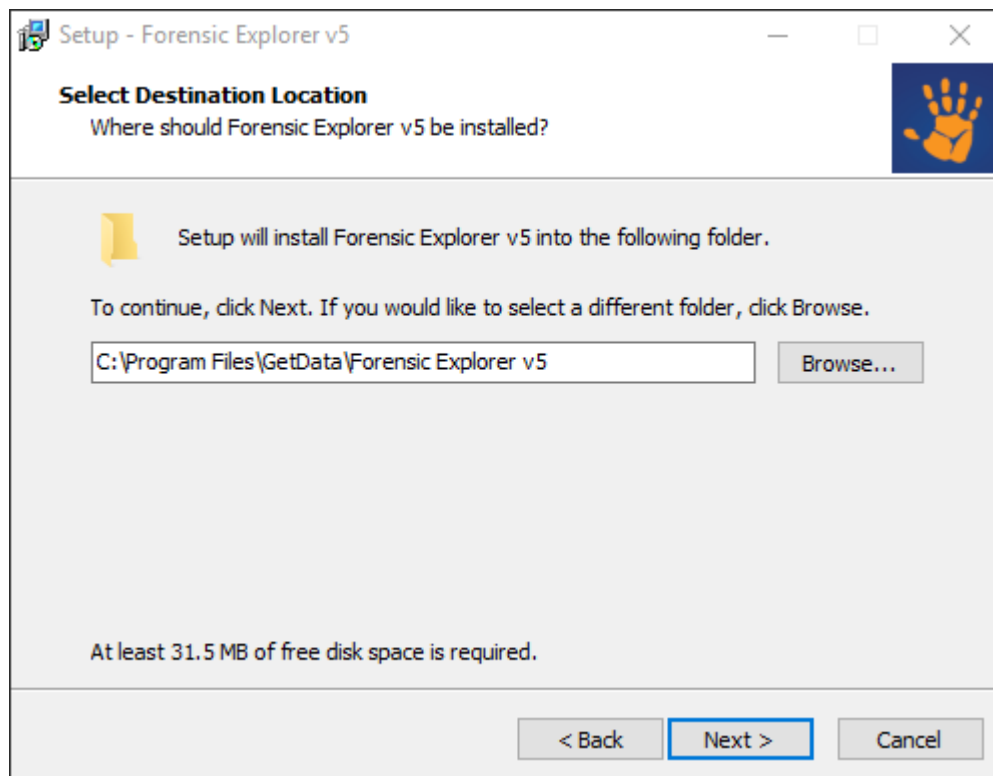 Setup - Forensic Explorer v5
Select Destination Location
Where should Forensic Explorer v5 be installed?
Setup will install Forensic Explorer v5 into the following folder.
To continue, click Next. If you would like to select a different folder, click Browse.
C:\Program Files\GetData\Forensic Explorer v5
Browse...
At least 31.5 MB of free disk space is required.
< Back Next > Cancel